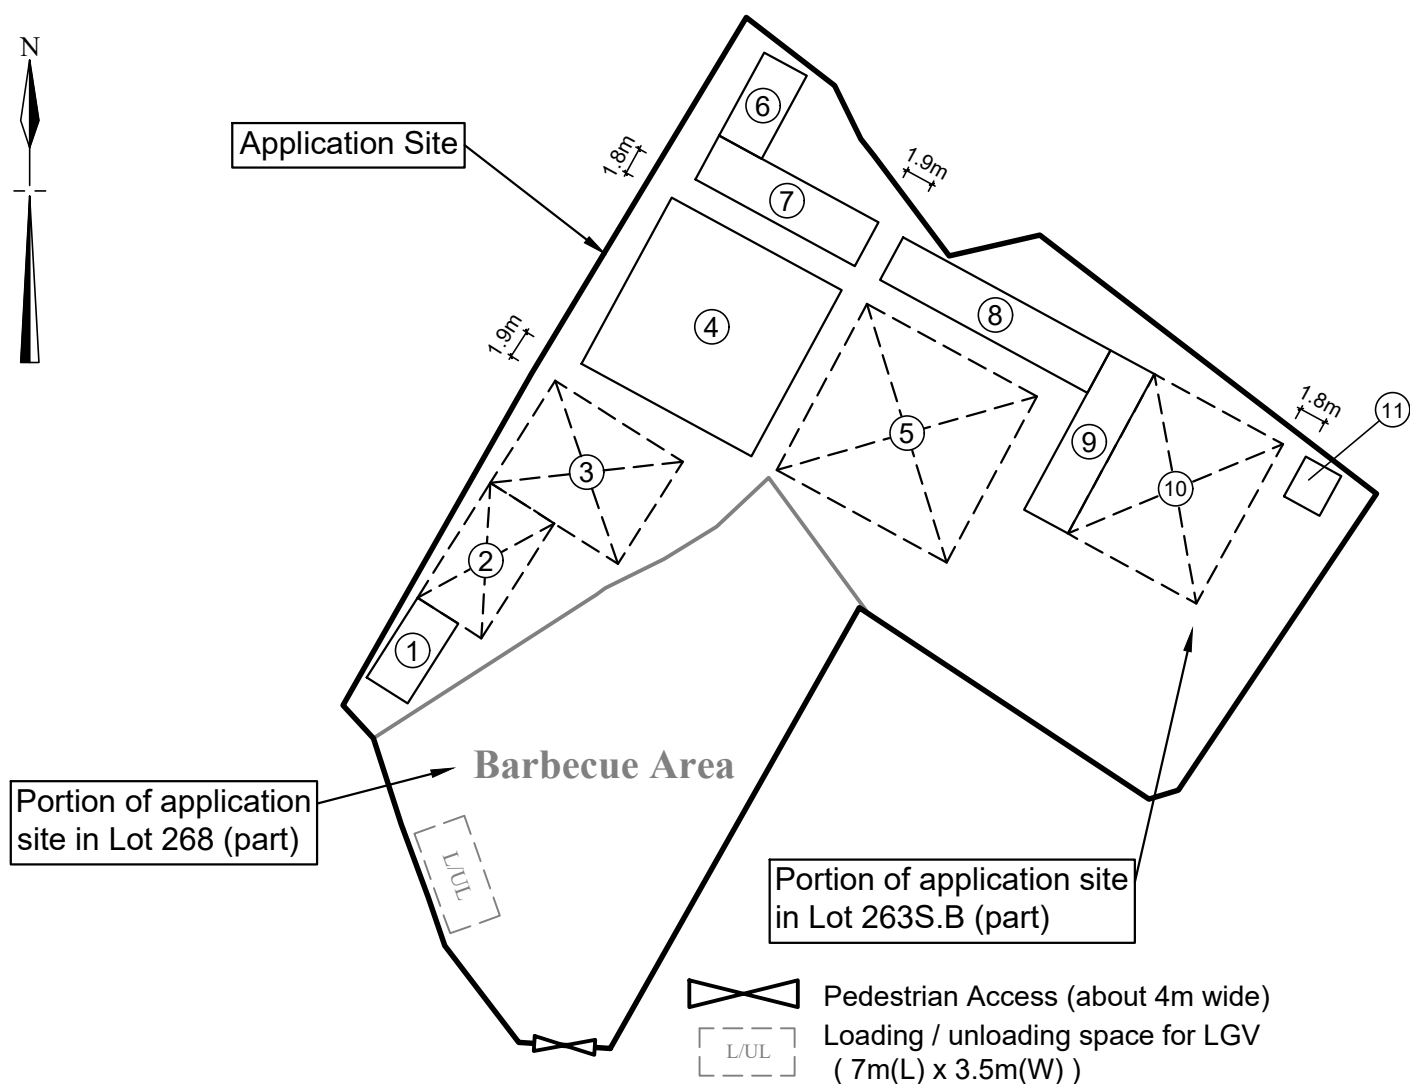 N
Application Site
1.8m
1.9m
1.9m
1.8m
6
7
4
8
5
9
10
11
3
2
1
Barbecue Area
Portion of application
site in Lot 268 (part)
L/UL
Portion of application site
in Lot 263S.B (part)
Pedestrian Access (about 4m wide)
L/UL
Loading / unloading space for LGV
( 7m(L) x 3.5m(W) )